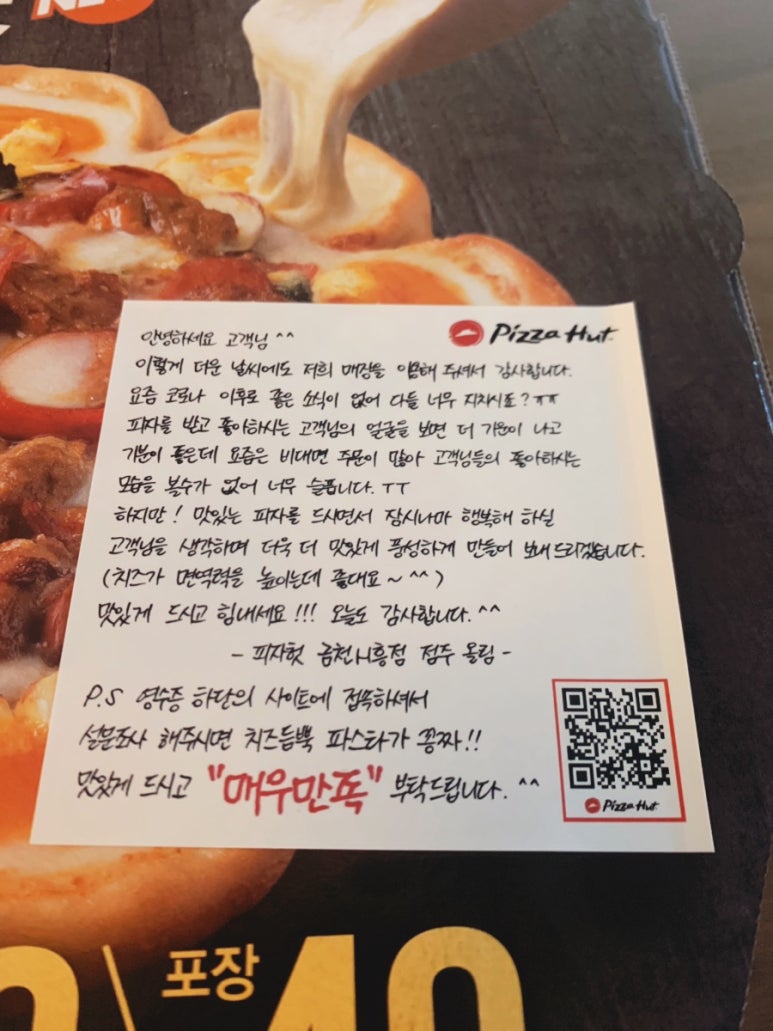 Pizza Hut
안녕하세요 고객님 ^^
이렇게 더운 날씨에도 저희 매장을 이용해 주셔서 감사합니다.
요즘 코로나 이후로 좋은 소식이 없어 다들 너무 지치시죠? ㅠㅠ
피자를 받고 좋아하시는 고객님의 얼굴을 보면 더 기운이 나고
기분이 좋은데 요즘은 비대면 주문이 많아 고객님들의 좋아하시는
모습을 볼수가 없어 너무 슬픕니다. ㅜㅜ
하지만! 맛있는 피자를 드시면서 잠시나마 행복해 하실
고객님을 생각하며 더욱 더 맛있게 풍성하게 만들어 보내드리겠습니다.
(치즈가 면역력을 높이는데 좋대요~^^)
맛있게 드시고 힘내세요!!! 오늘도 감사합니다.^^
- 피자헛 금천시흥점 점주 올림 -
P.S 영수증 하단의 사이트에 접속하셔서
설문조사 해주시면 치즈듬뿍 파스타가 꽁짜!!
맛있게 드시고 "매우만족" 부탁드립니다. ^^
Pizza Hut
포장
40